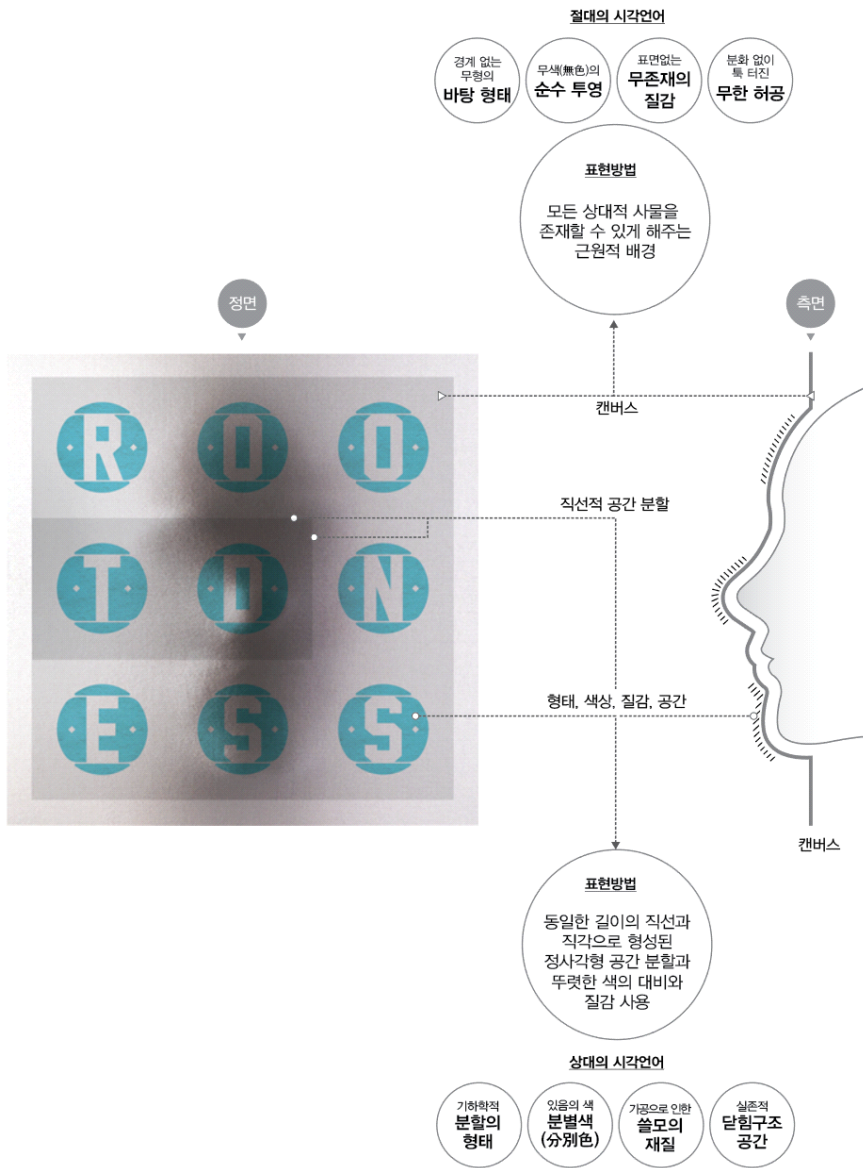 절대의 시각언어
경계 없는
무형의
바탕 형태
무색(無色)의
순수 투영
표면없는
무존재의
질감
분화 없이
툭 터진
무한 허공
표현방법
모든 상대적 사물을
존재할 수 있게 해주는
근원적 배경
정면
측면
캔버스
R O O
직선적 공간 분할
T D N
형태, 색상, 질감, 공간
E S S
캔버스
표현방법
동일한 길이의 직선과
직각으로 형성된
정사각형 공간 분할과
뚜렷한 색의 대비와
질감 사용
상대의 시각언어
기하학적
분할의
형태
있음의 색
분별색
(分別色)
가공으로 인한
쓸모의
재질
실존적
닫힘구조
공간